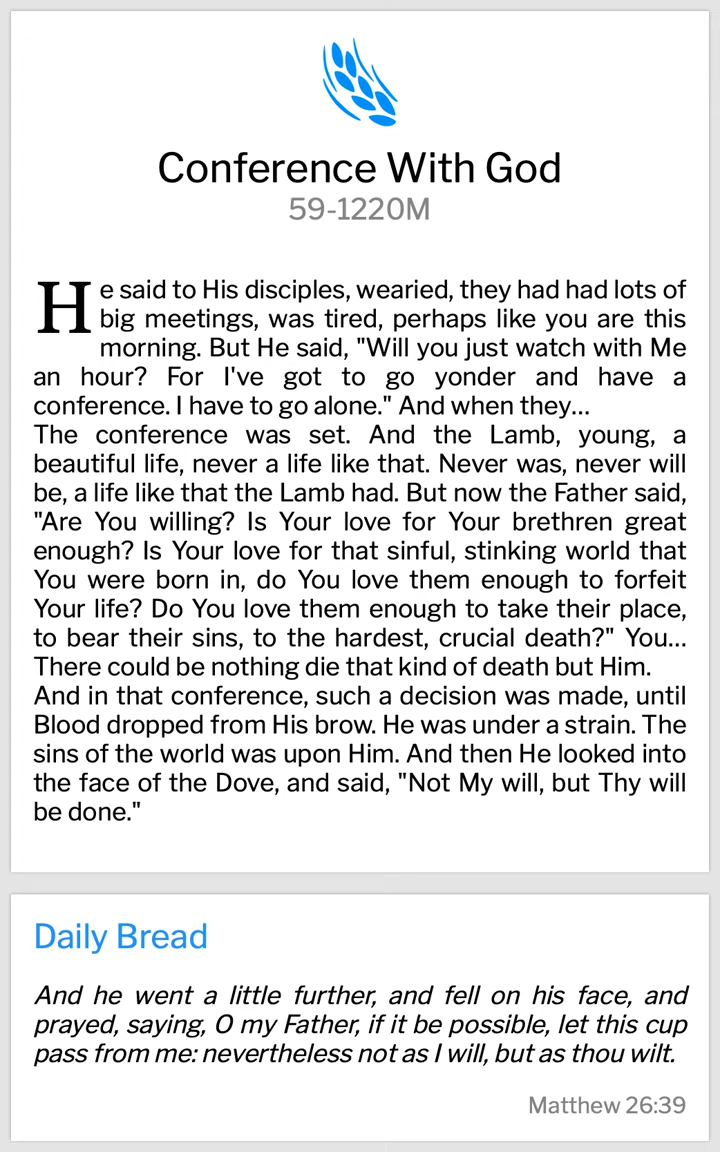 Conference With God
59-1220M
He said to His disciples, wearied, they had had lots of
big meetings, was tired, perhaps like you are this
morning. But He said, "Will you just watch with Me
an hour? For I've got to go yonder and have a
conference. I have to go alone." And when they...
The conference was set. And the Lamb, young, a
beautiful life, never a life like that. Never was, never will
be, a life like that the Lamb had. But now the Father said,
"Are You willing? Is Your love for Your brethren great
enough? Is Your love for that sinful, stinking world that
You were born in, do You love them enough to forfeit
Your life? Do You love them enough to take their place,
to bear their sins, to the hardest, crucial death?" You...
There could be nothing die that kind of death but Him.
And in that conference, such a decision was made, until
Blood dropped from His brow. He was under a strain. The
sins of the world was upon Him. And then He looked into
the face of the Dove, and said, "Not My will, but Thy will
be done."
Daily Bread
And he went a little further, and fell on his face, and
prayed, saying, O my Father, if it be possible, let this cup
pass from me: nevertheless not as I will, but as thou wilt.
Matthew 26:39